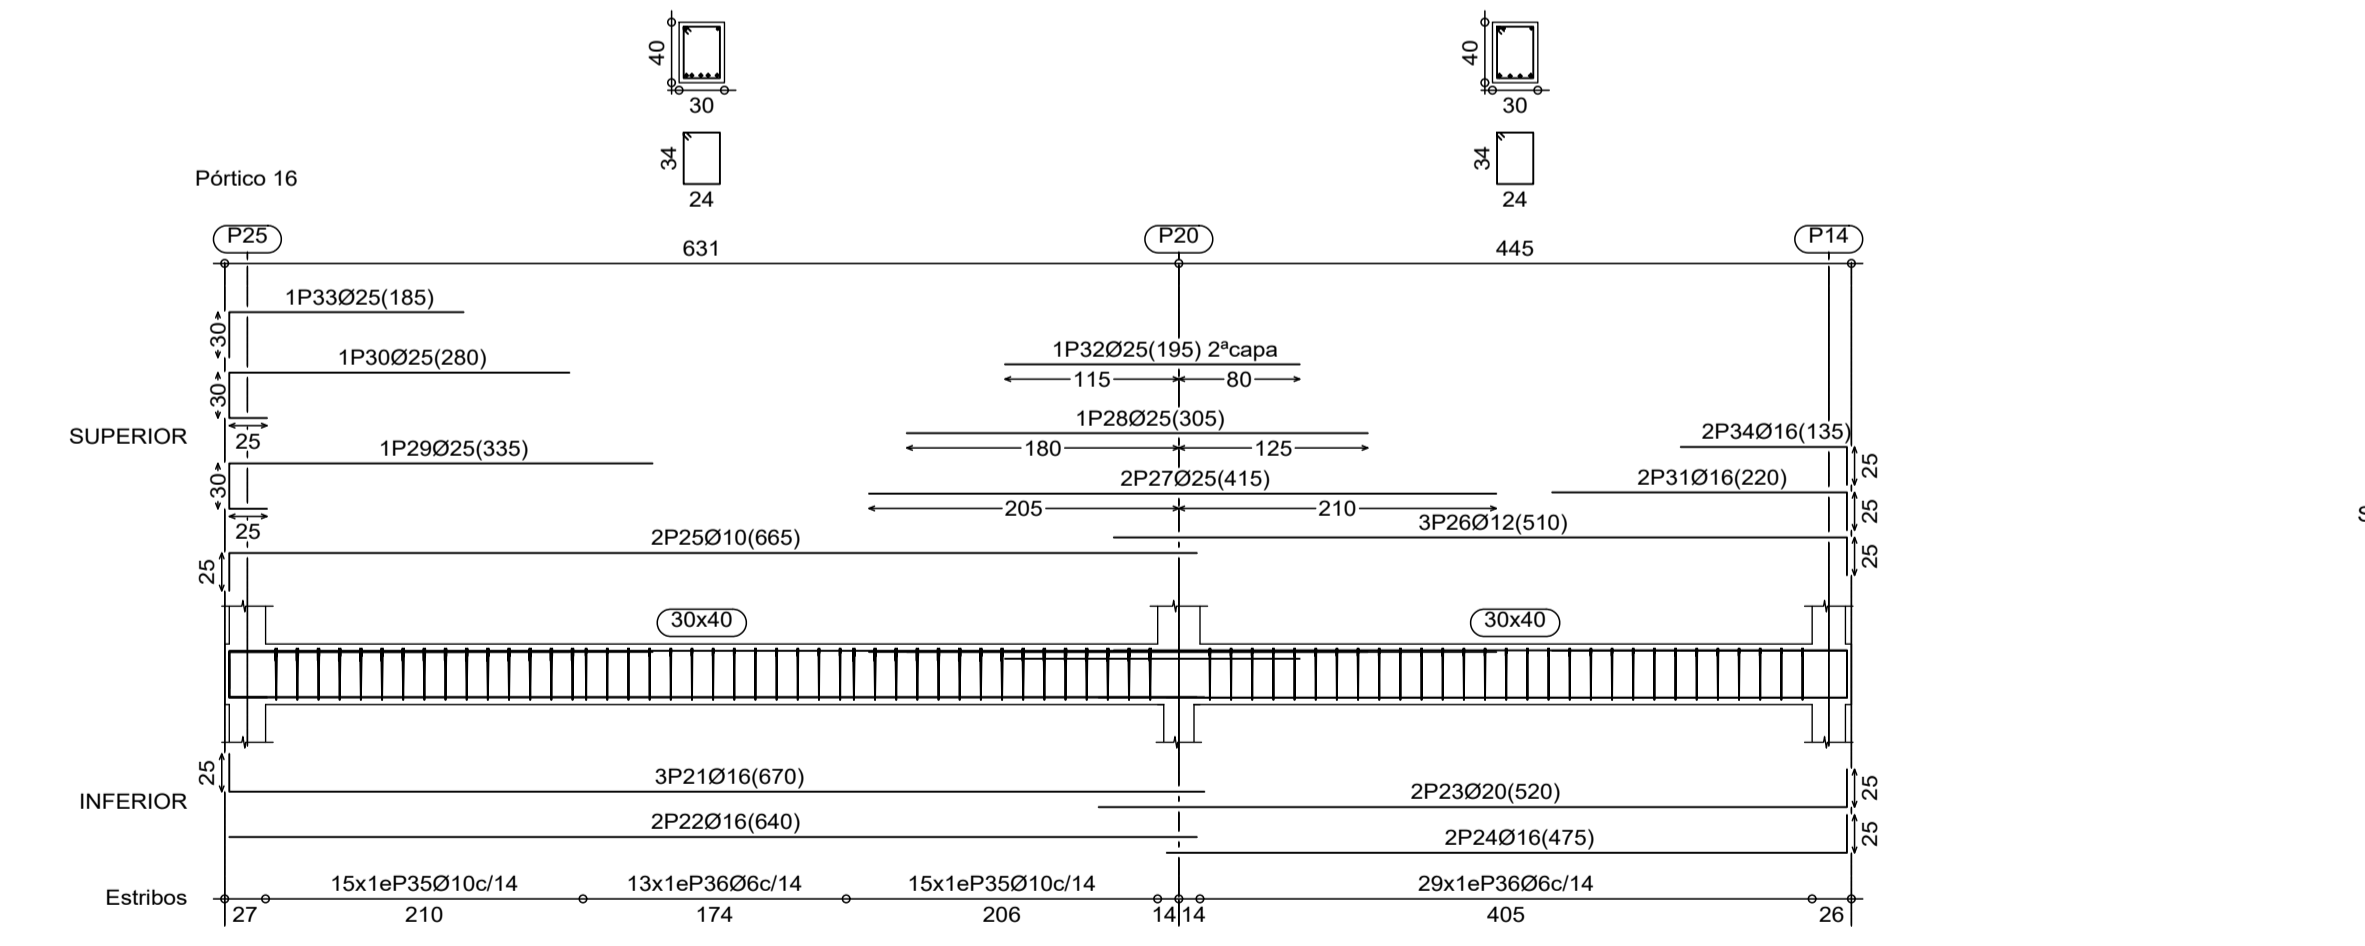 40
30
40
30
34
24
34
24
Pórtico 16
P25
P20
P14
631
445
1P33Ø25(185)
30
1P32Ø25(195) 2ªcapa
115
80
1P30Ø25(280)
30
25
1P28Ø25(305)
180
125
SUPERIOR
2P34Ø16(135)
25
1P29Ø25(335)
30
25
2P27Ø25(415)
205
210
2P31Ø16(220)
25
3P26Ø12(510)
25
2P25Ø10(665)
25
30x40
30x40
25
3P21Ø16(670)
2P23Ø20(520)
25
INFERIOR
2P22Ø16(640)
2P24Ø16(475)
25
Estribos
15x1eP35Ø10c/14
13x1eP36Ø6c/14
15x1eP35Ø10c/14
29x1eP36Ø6c/14
27
210
174
206
14
14
405
26